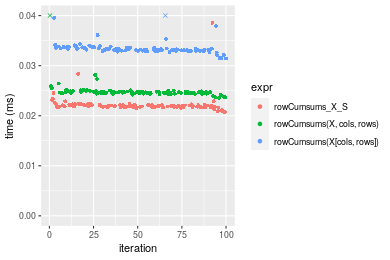 0.04
0.03
0.02
0.01
0.00
time (ms)
0
25
50
75
100
iteration
expr
rowCumsums_X_S
rowCumsums(X, cols, rows)
rowCumsums(X[cols, rows])